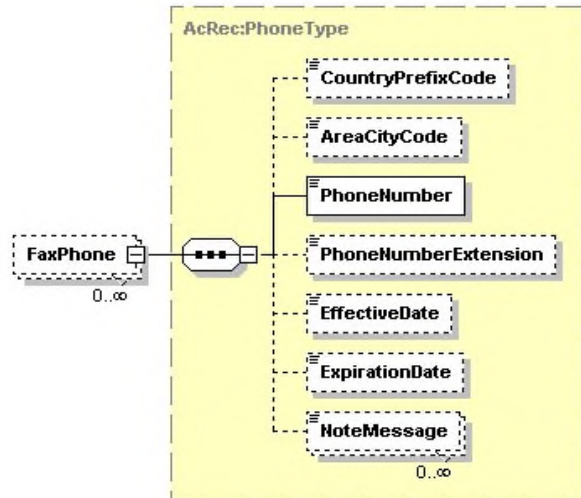 AcRec:PhoneType
CountryPrefixCode
AreaCityCode
PhoneNumber
FaxPhone
0..∞
PhoneNumberExtension
EffectiveDate
ExpirationDate
NoteMessage
0..∞